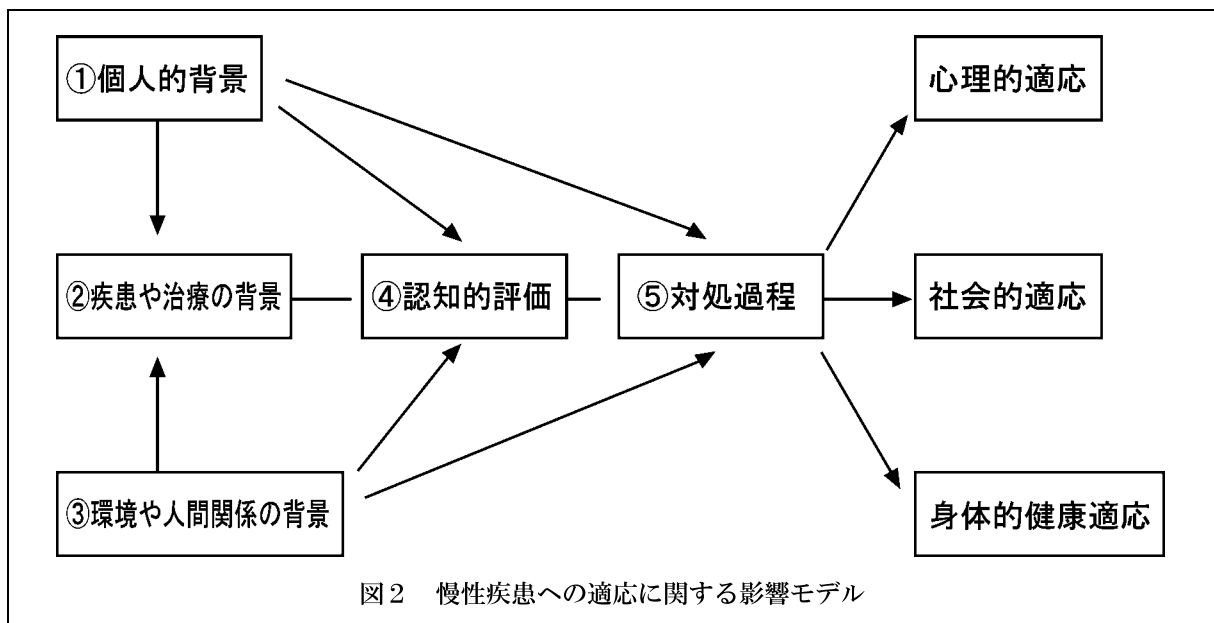 ①個人的背景
心理的適応
②疾患や治療の背景
④認知的評価
⑤対処過程
社会的適応
③環境や人間関係の背景
身体的健康適応
図2　慢性疾患への適応に関する影響モデル